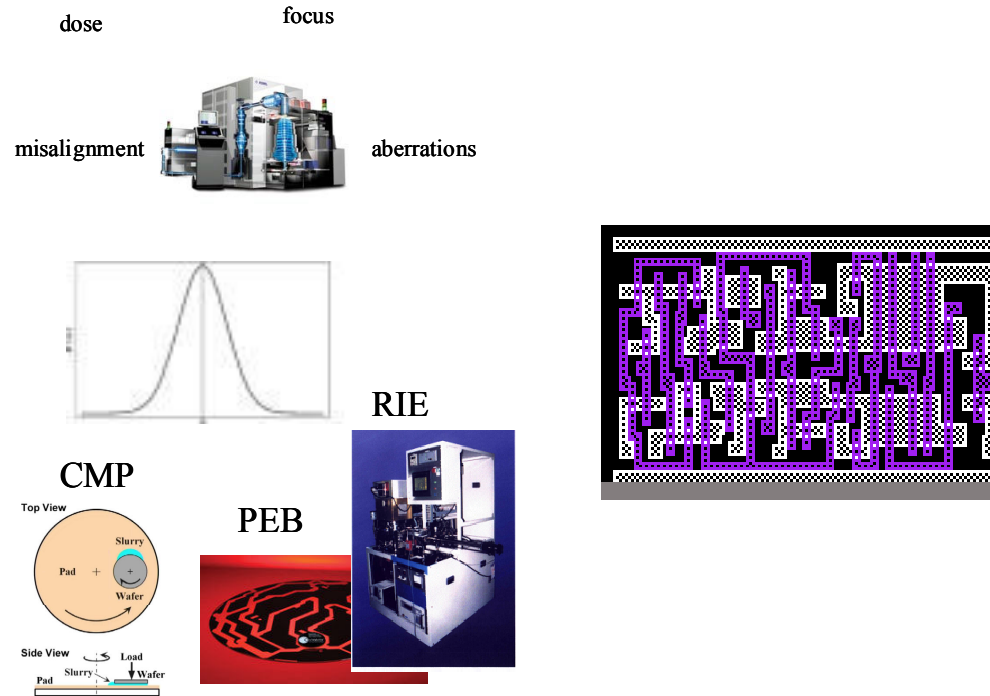 dose
focus
misalignment
aberrations
RIE
CMP
PEB
Top View
Slurry
Pad
Wafer
Side View
Load
Slurry
Wafer
Pad